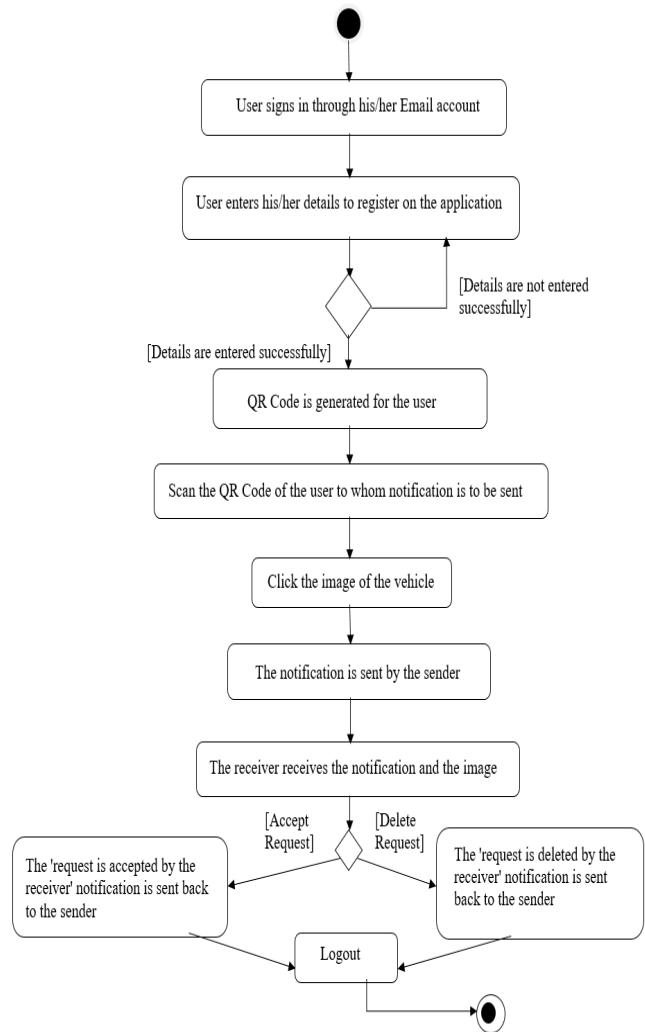 User signs in through his/her Email account
User enters his/her details to register on the application
[Details are not entered
successfully]
[Details are entered successfully]
QR Code is generated for the user
Scan the QR Code of the user to whom notification is to be sent
Click the image of the vehicle
The notification is sent by the sender
The receiver receives the notification and the image
[Accept
Request]
[Delete
Request]
The 'request is accepted by the
receiver' notification is sent back
to the sender
The 'request is deleted by the
receiver' notification is sent
back to the sender
Logout